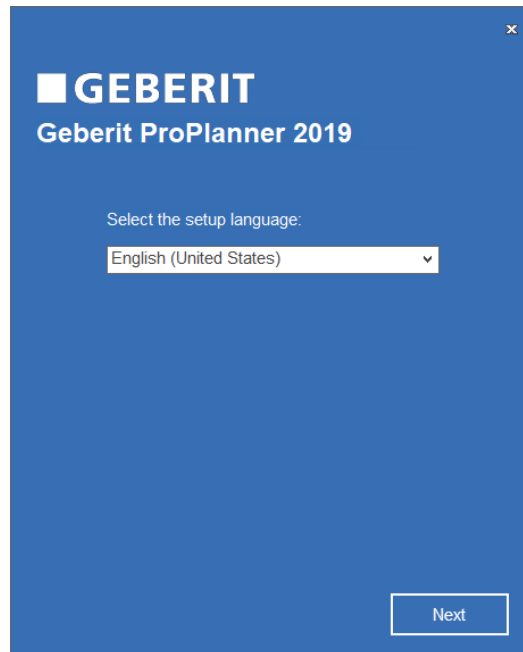 GEBERIT
Geberit ProPlanner 2019
Select the setup language:
English (United States)
Next